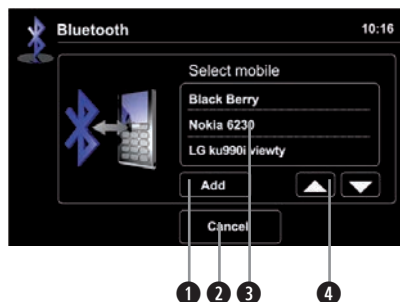 Bluetooth 10:16
Select mobile
Black Berry
Nokia 6230
LG ku990i viewty
Add
Cancel
1 2 3 4